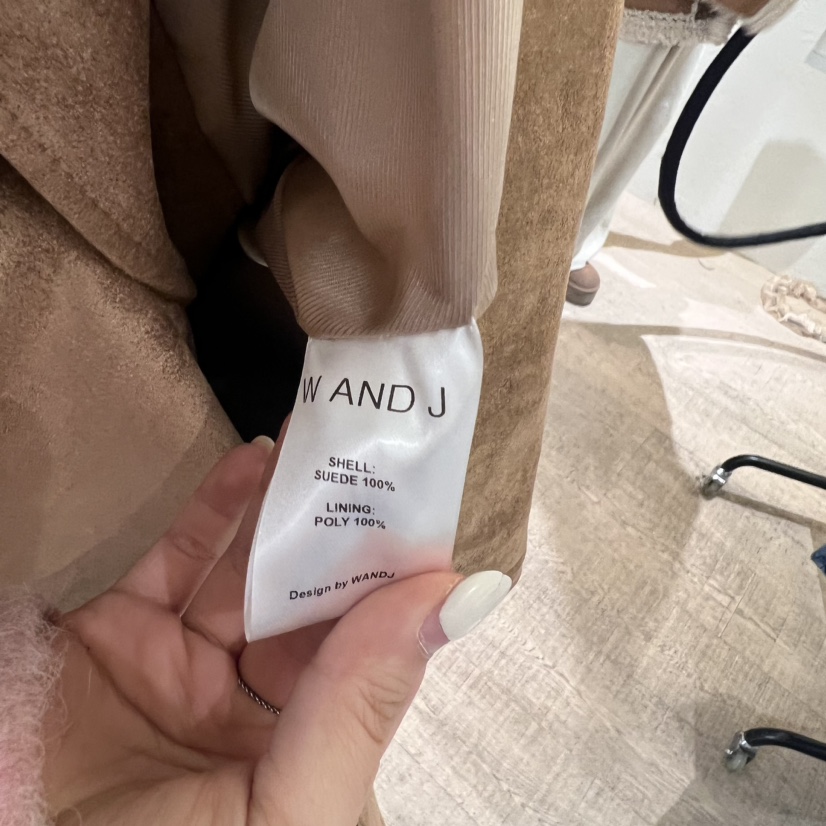 W AND J
SHELL:
SUEDE 100%
LINING:
POLY 100%
Design by WANDJ